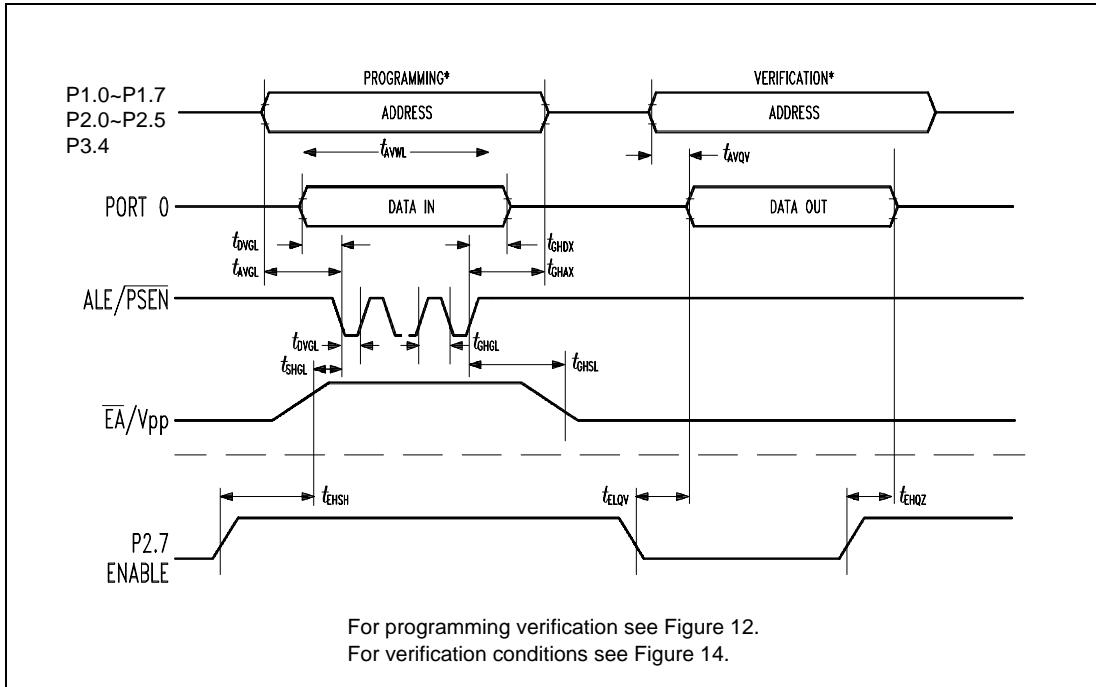 PROGRAMMING*
VERIFICATION*
P1.0~P1.7
P2.0~P2.5
P3.4
ADDRESS
ADDRESS
tAVWL
tAVQV
PORT 0
DATA IN
DATA OUT
tDVGL
tGHDX
tAVGL
tGHAX
ALE/PSEN
tDVGL
tGHGL
tSHGL
tGHSL
EA/Vpp
tEHSH
tELQV
tEHQZ
P2.7
ENABLE
For programming verification see Figure 12.
For verification conditions see Figure 14.